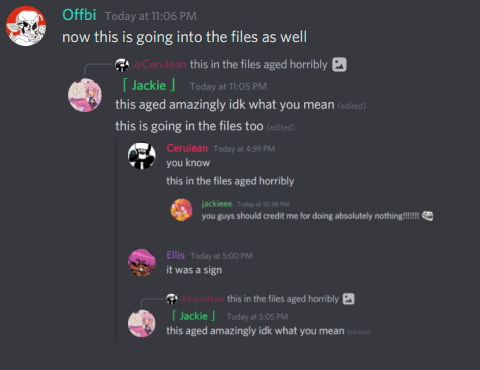 Offbi Today at 11:06 PM
now this is going into the files as well
@Cerulean this in the files aged horribly
「Jackie」 Today at 11:05 PM
this aged amazingly idk what you mean (edited)
this is going in the files too (edited)
Cerulean Today at 4:59 PM
you know
this in the files aged horribly
jackieee Today at 10:48 PM
you guys should credit me for doing absolutely nothing!!!!!!!
Ellis Today at 5:00 PM
it was a sign
@Cerulean this in the files aged horribly
「Jackie」 Today at 5:05 PM
this aged amazingly idk what you mean (edited)